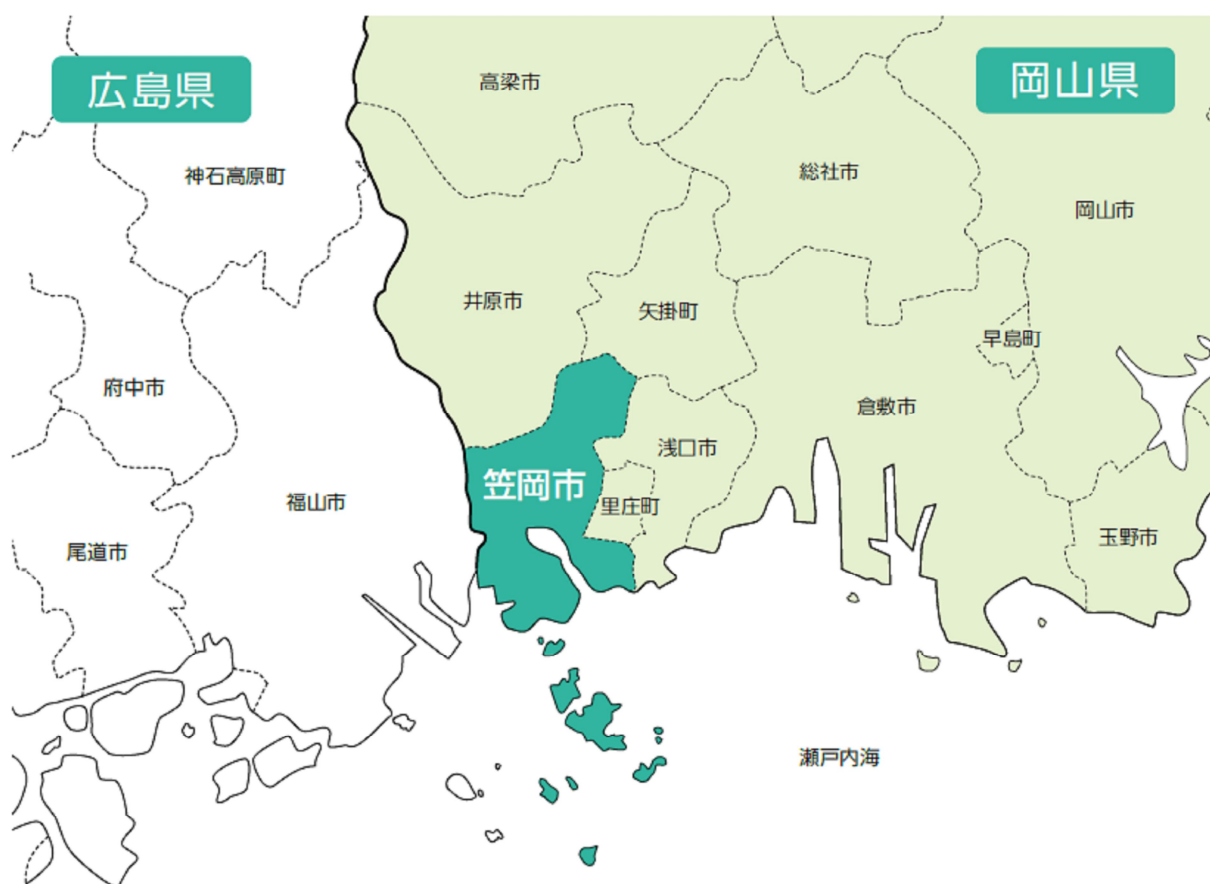 広島県
岡山県
高梁市
神石高原町
総社市
岡山市
井原市
矢掛町
早島町
府中市
倉敷市
浅口市
笠岡市
福山市
里庄町
尾道市
玉野市
瀬戸内海